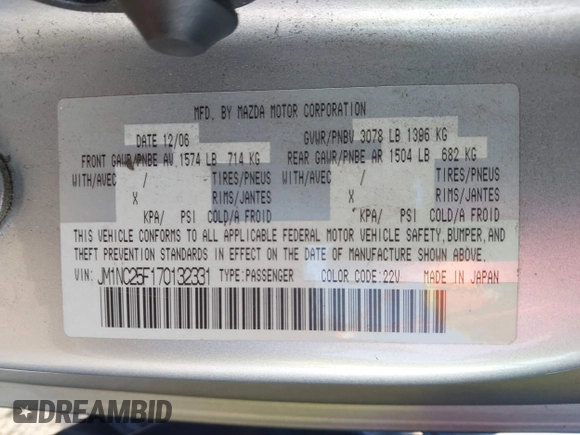 MFD. BY MAZDA MOTOR CORPORATION
DATE 12/06 GVWR/PNBV 3078 LB 1396 KG
FRONT GAWR/PNBE AV 1574 LB 714 KG REAR GAWR/PNBE AR 1504 LB 682 KG
WITH/AVEC / - TIRES/PNEUS WITH/AVEC / TIRES/PNEUS
X RIMS/JANTES X RIMS/JANTES
KPA/ PSI COLD/A FROID KPA/ PSI COLD/A FROID
THIS VEHICLE CONFORMS TO ALL APPLICABLE FEDERAL MOTOR VEHICLE SAFETY, BUMPER, AND
THEFT PREVENTION STANDARDS IN EFFECT ON THE DATE OF MANUFACTURE SHOWN ABOVE.
VIN: JM1NC25F170132331 TYPE:PASSENGER COLOR CODE:22V MADE IN JAPAN
DREAMBID